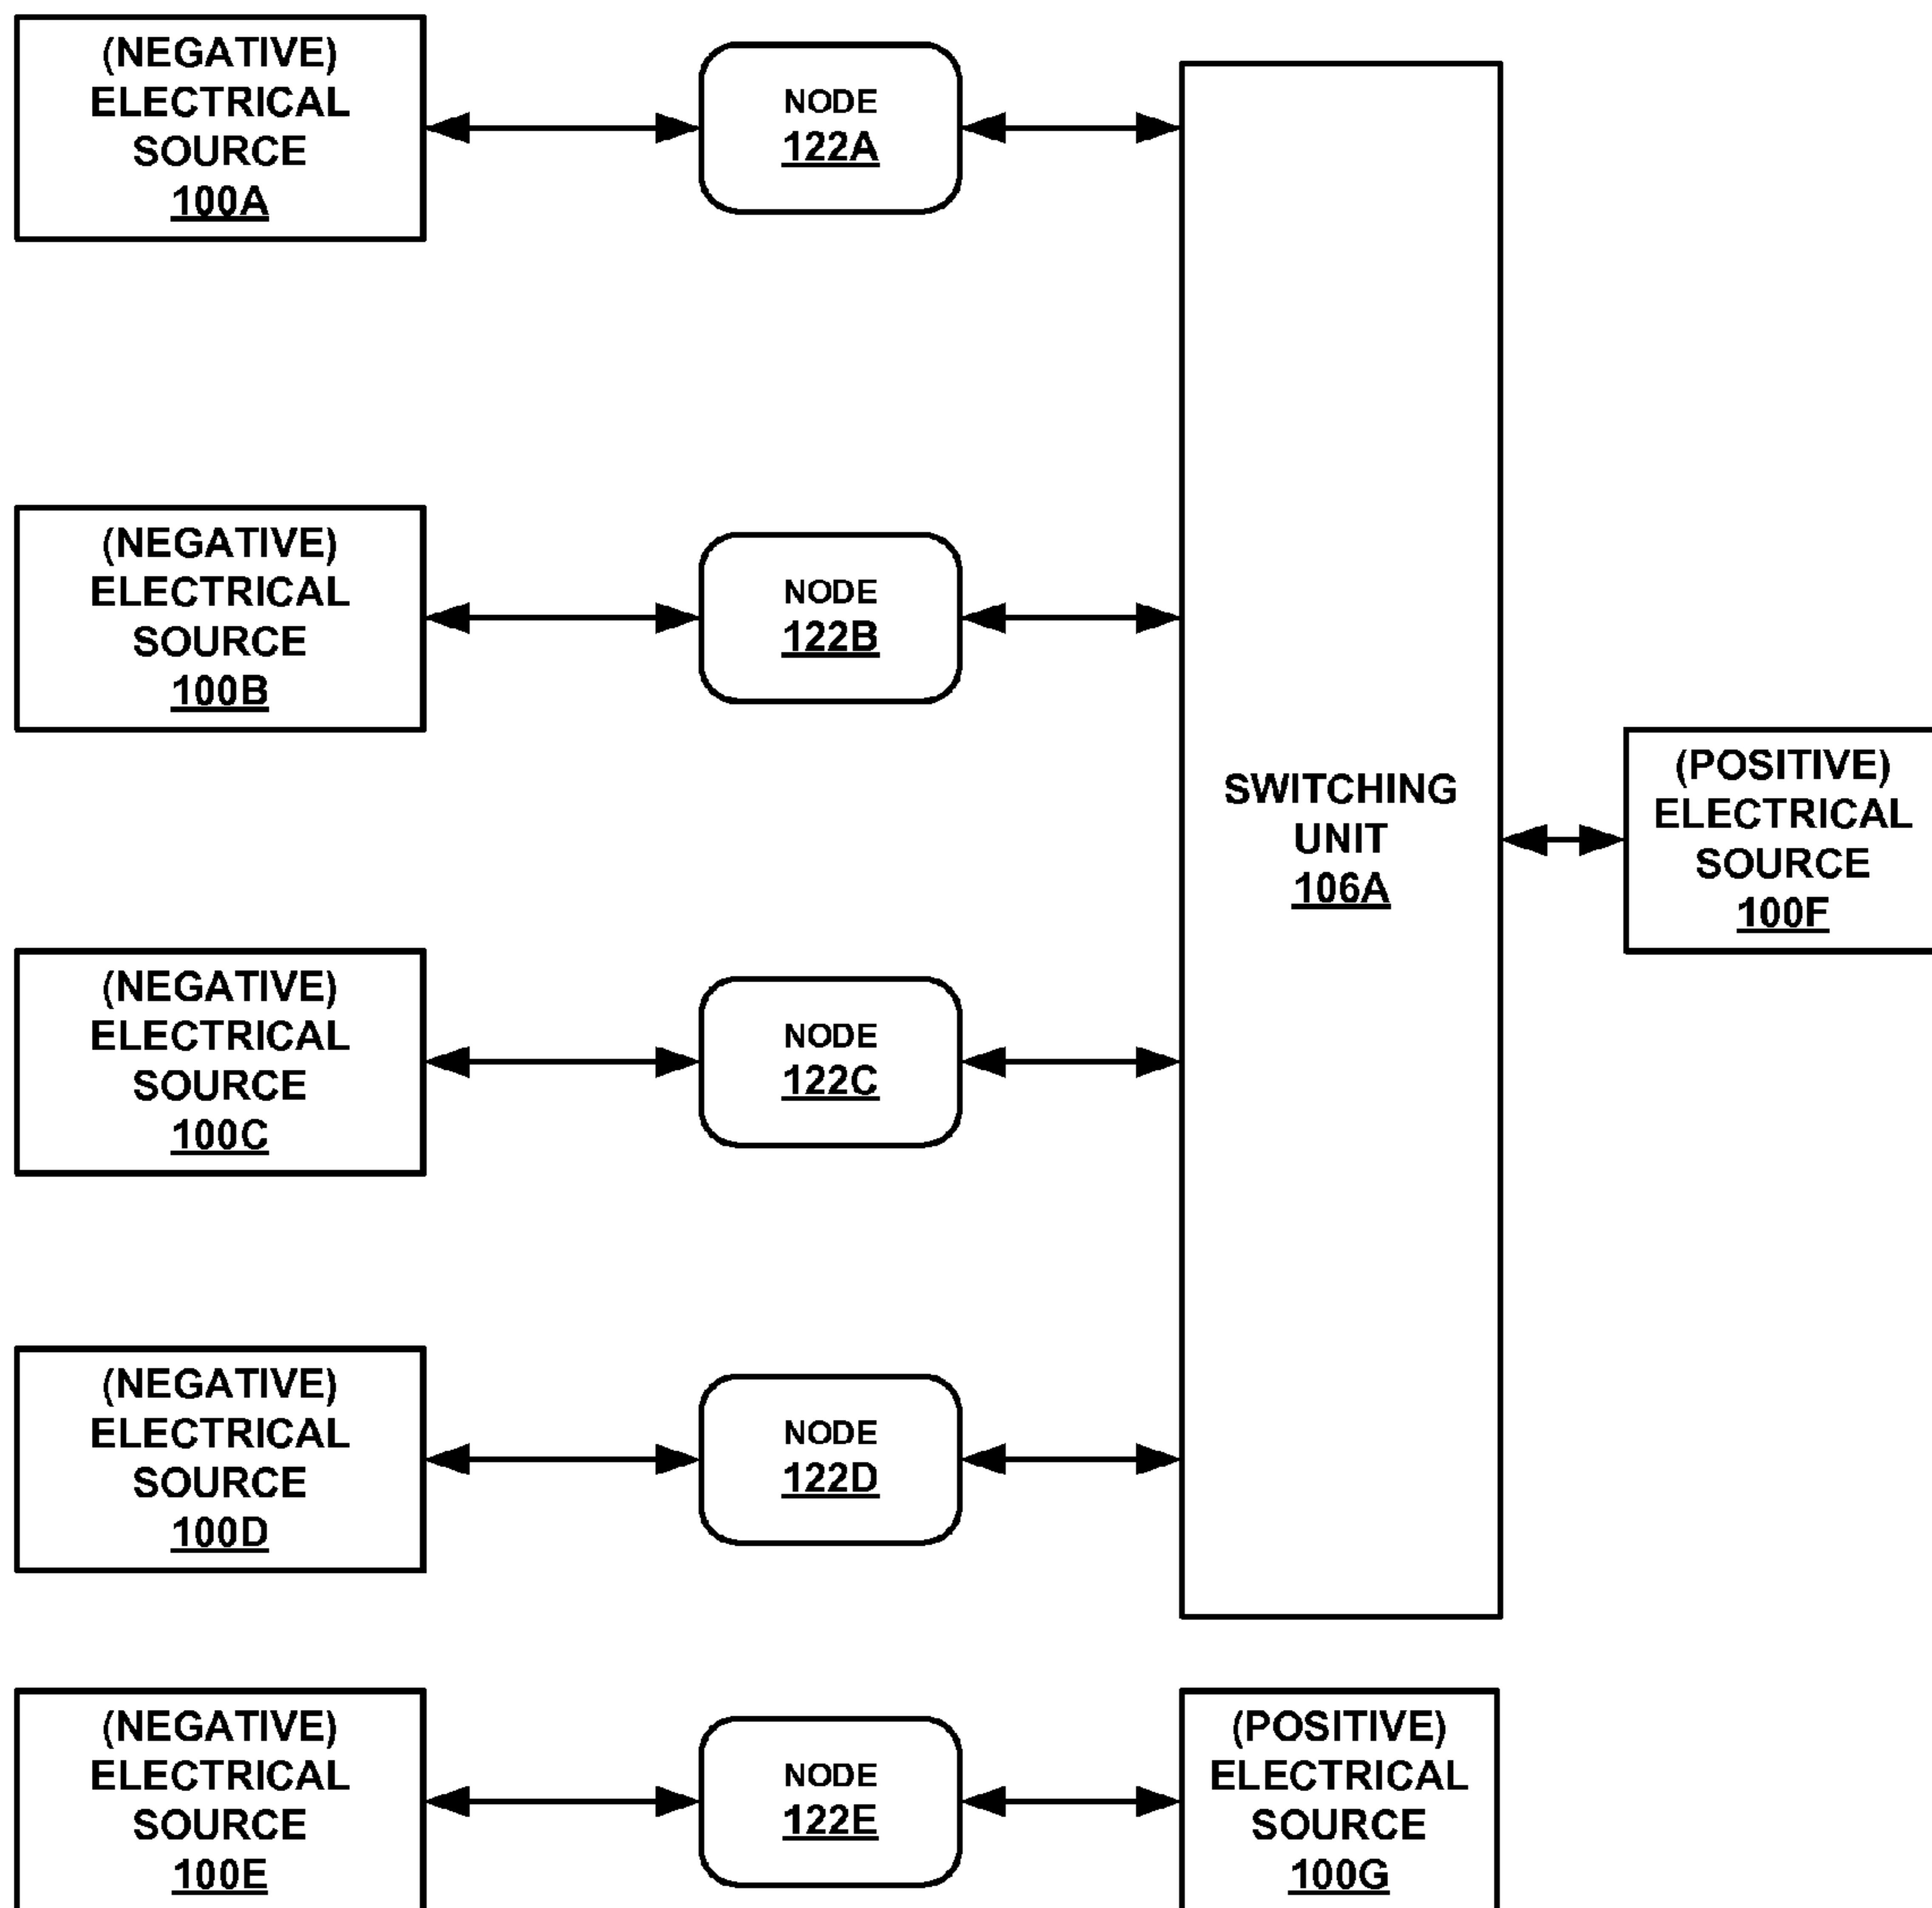 (NEGATIVE)
ELECTRICAL
SOURCE
100A
NODE
122A
(NEGATIVE)
ELECTRICAL
SOURCE
100B
NODE
122B
SWITCHING
UNIT
106A
(POSITIVE)
ELECTRICAL
SOURCE
100F
(NEGATIVE)
ELECTRICAL
SOURCE
100C
NODE
122C
(NEGATIVE)
ELECTRICAL
SOURCE
100D
NODE
122D
(NEGATIVE)
ELECTRICAL
SOURCE
100E
NODE
122E
(POSITIVE)
ELECTRICAL
SOURCE
100G